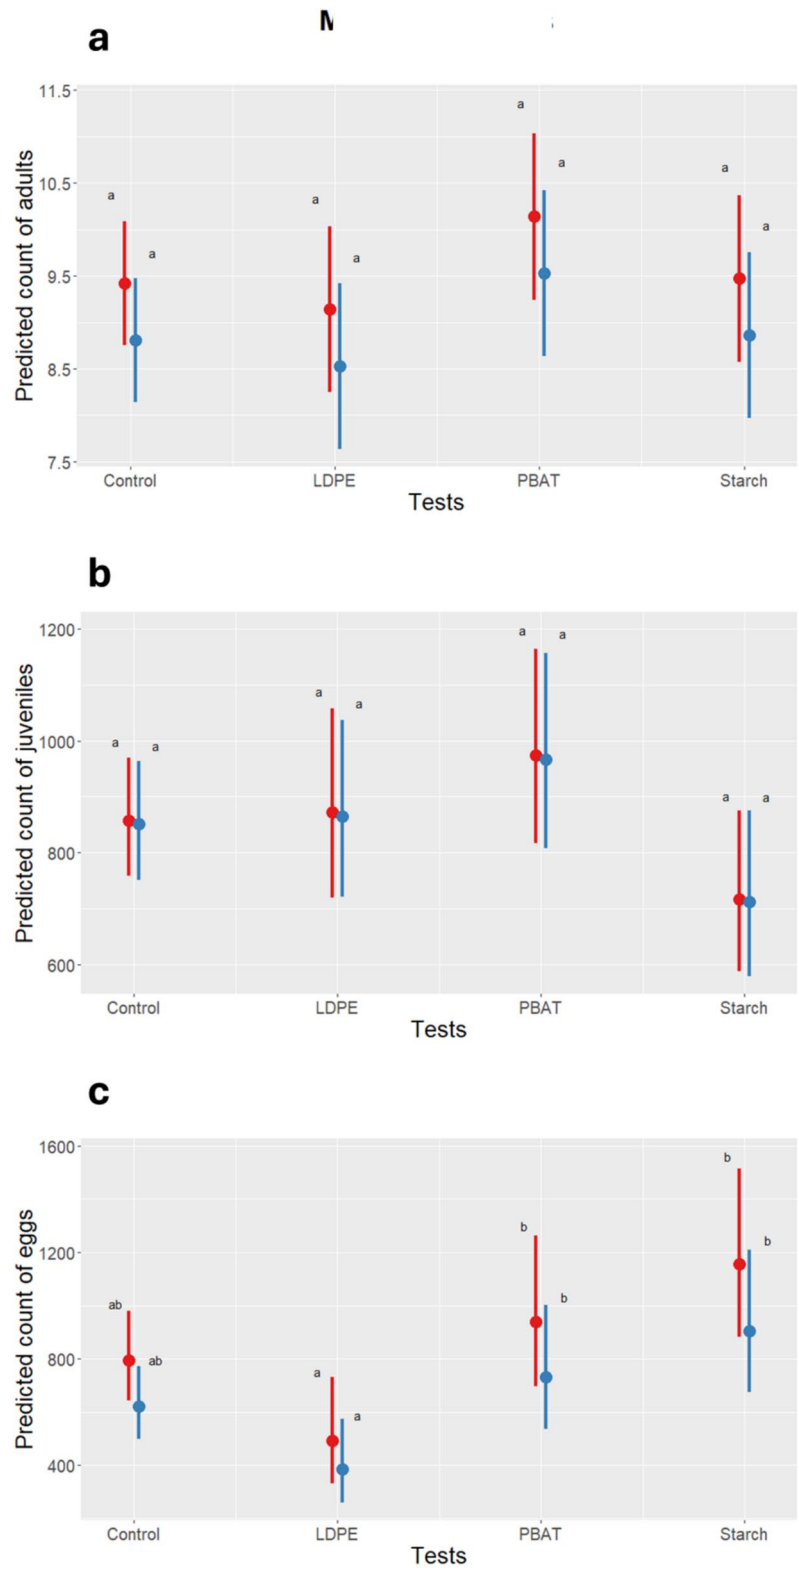 a
11.5
10.5
9.5
8.5
7.5
Predicted count of adults
a a a a a a a a
Control LDPE PBAT Starch
Tests
b
1200
1000
800
600
Predicted count of juveniles
a a a a a a a a
Control LDPE PBAT Starch
Tests
c
1600
1200
800
400
Predicted count of eggs
ab ab a a b b b b
Control LDPE PBAT Starch
Tests